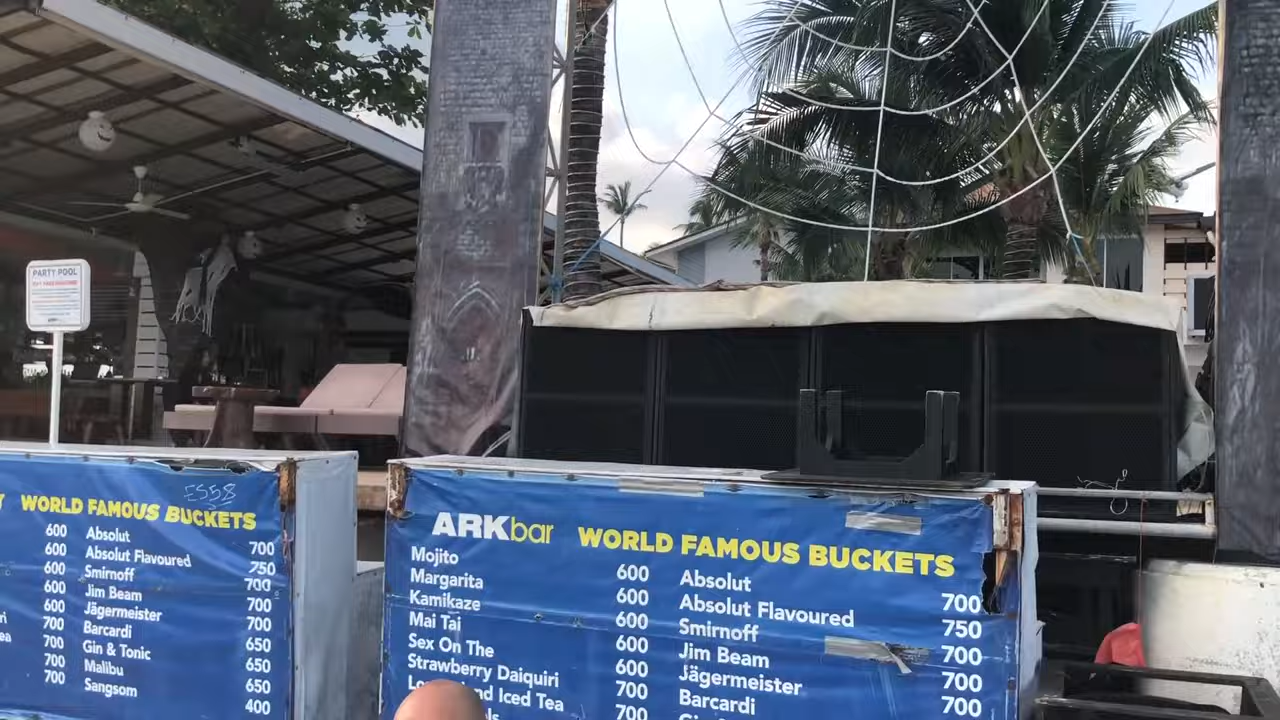 PARTY POOL
E558
WORLD FAMOUS BUCKETS
600 Absolut 700
600 Absolut Flavoured 750
600 Smirnoff 700
600 Jim Beam 700
600 Jägermeister 700
700 Barcardi 650
700 Gin & Tonic 650
700 Malibu 650
700 Sangsom 400
ARKbar WORLD FAMOUS BUCKETS
Mojito 600 Absolut 700
Margarita 600 Absolut Flavoured 750
Kamikaze 600 Smirnoff 700
Mai Tai 600 Jim Beam 700
Sex On The 600 Jägermeister 700
Strawberry Daiquiri 700 Barcardi 700
Iced Tea 700